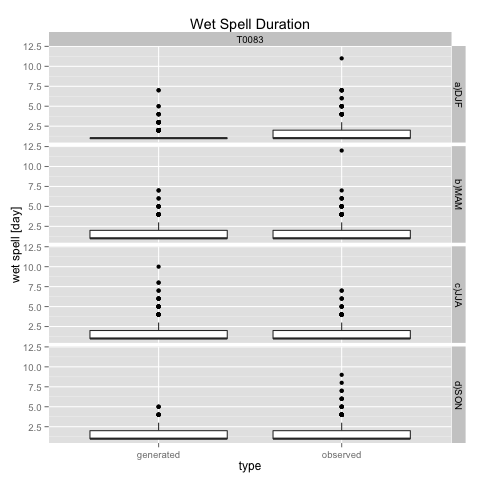 Wet Spell Duration
T0083
12.5
10.0
7.5
5.0
2.5
a)DJF
12.5
10.0
7.5
5.0
2.5
b)MAM
12.5
10.0
7.5
5.0
2.5
c)JJA
12.5
10.0
7.5
5.0
2.5
d)SON
wet spell [day]
generated observed
type